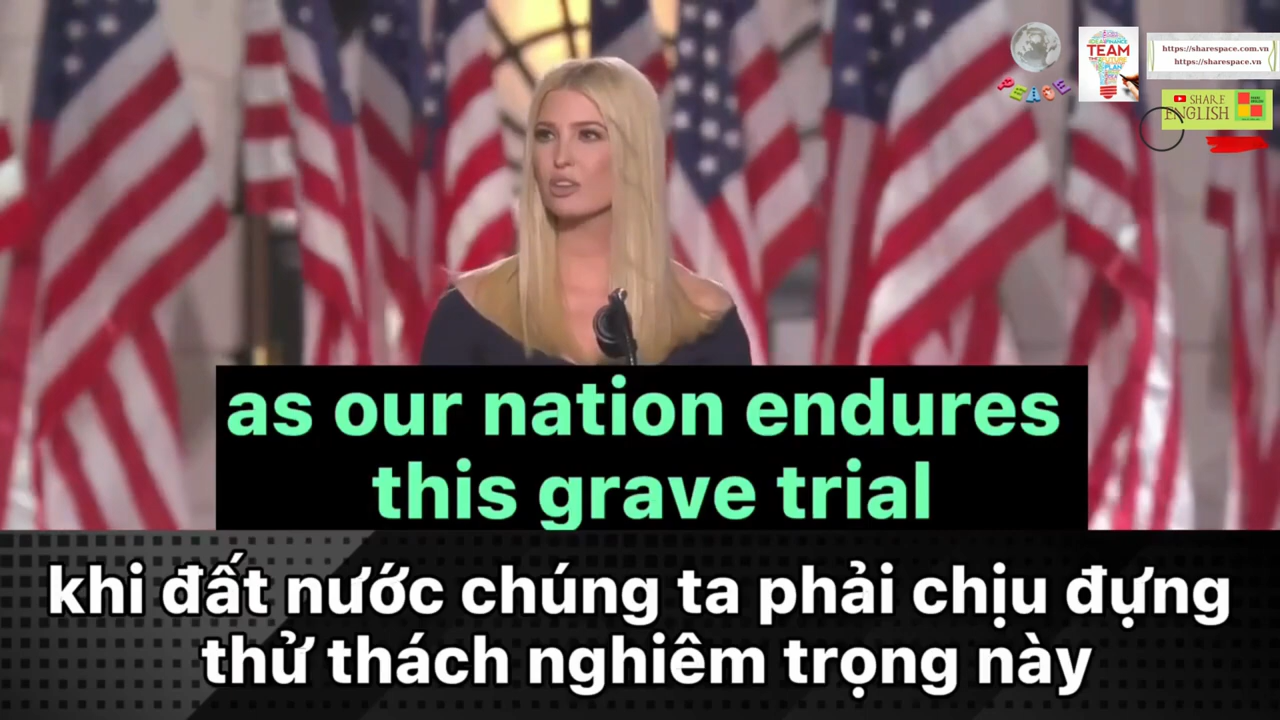 PEACE
TEAM
https://sharespace.com.vn
https://sharespace.vn
SHARE
ENGLISH
as our nation endures
this grave trial
khi đất nước chúng ta phải chịu đựng
thử thách nghiêm trọng này